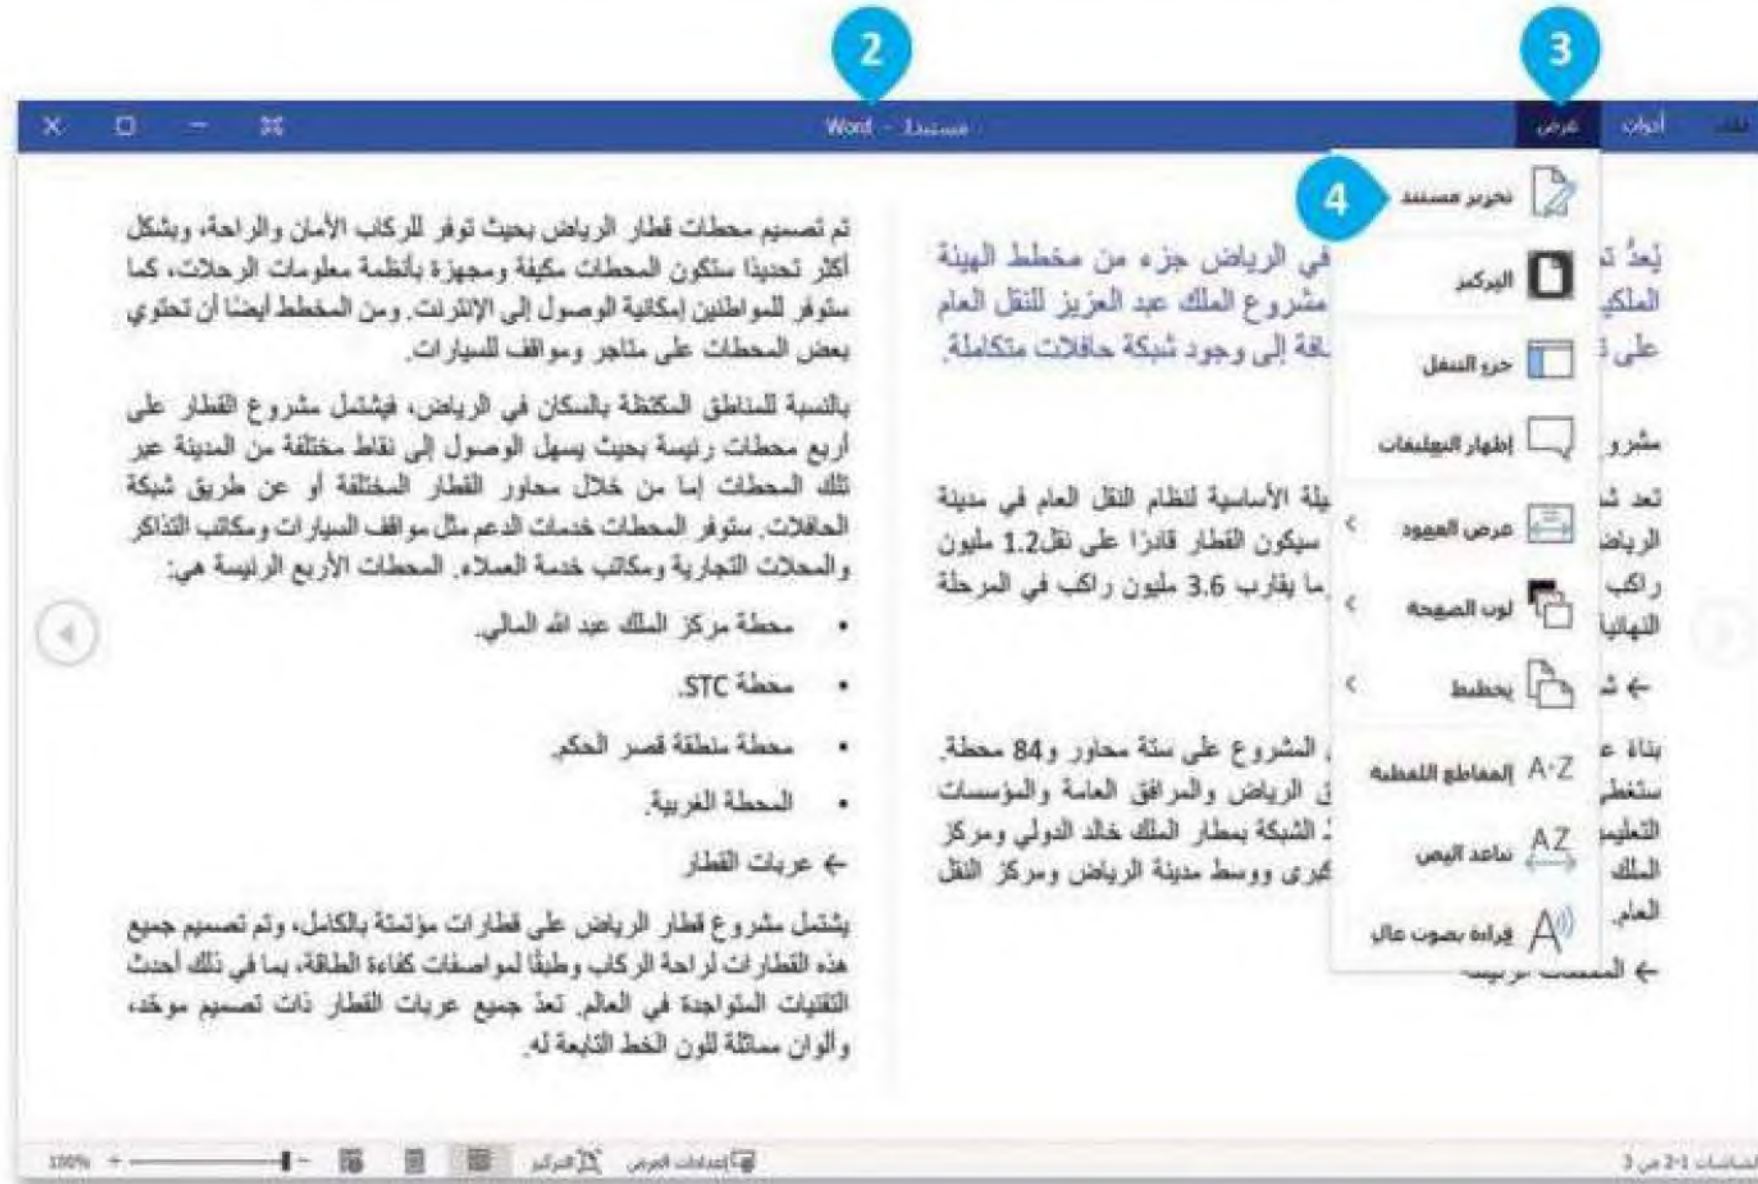 2
3
4
أدوات
عرض
مستند1 - Word
تحرير مستند
التركيز
جزء التنقل
إظهار التعليقات
عرض العمود
لون الصفحة
تخطيط
المقاطع اللفظية
تباعد النص
قراءة بصوت عالٍ
يُعدُّ
في الرياض جزء من مخطط الهيئة
مشروع الملك عبد العزيز للنقل العام
على
إلى وجود شبكة حافلات متكاملة.
تعد
الأساسية لنظام النقل العام في مدينة
سيكون القطار قادرًا على نقل1.2 مليون
راكب
ما يقارب 3.6 مليون راكب في المرحلة
←
بناءً
المشروع على ستة محاور و84 محطة.
الرياض والمرافق العامة والمؤسسات
الشبكة بمطار الملك خالد الدولي ومركز
الملك
ووسط مدينة الرياض ومركز النقل
العام.
←
تم تصميم محطات قطار الرياض بحيث توفر للركاب الأمان والراحة، وبشكل
أكثر تحديدًا ستكون المحطات مكيفة ومجهزة بأنظمة معلومات الرحلات، كما
ستوفر للمواطنين إمكانية الوصول إلى الإنترنت. ومن المخطط أيضًا أن تحتوي
بعض المحطات على متاجر ومواقف للسيارات.
بالنسبة للمناطق المكتظة بالسكان في الرياض، فيشتمل مشروع القطار على
أربع محطات رئيسة بحيث يسهل الوصول إلى نقاط مختلفة من المدينة عبر
تلك المحطات إما من خلال محاور القطار المختلفة أو عن طريق شبكة
الحافلات. ستوفر المحطات خدمات الدعم مثل مواقف السيارات ومكاتب التذاكر
والمحلات التجارية ومكاتب خدمة العملاء. المحطات الأربع الرئيسة هي:
• محطة مركز الملك عبد الله المالي.
• محطة STC.
• محطة منطقة قصر الحكم.
• المحطة الغربية.
← عربات القطار
يشتمل مشروع قطار الرياض على قطارات مؤتمتة بالكامل، وتم تصميم جميع
هذه القطارات لراحة الركاب وطبقًا لمواصفات كفاءة الطاقة، بما في ذلك أحدث
التقنيات المتواجدة في العالم. تعدّ جميع عربات القطار ذات تصميم موحّد،
وألوان مماثلة للون الخط التابعة له.
الشاشات 1-2 من 3
إعدادات العرض
التركيز
100%